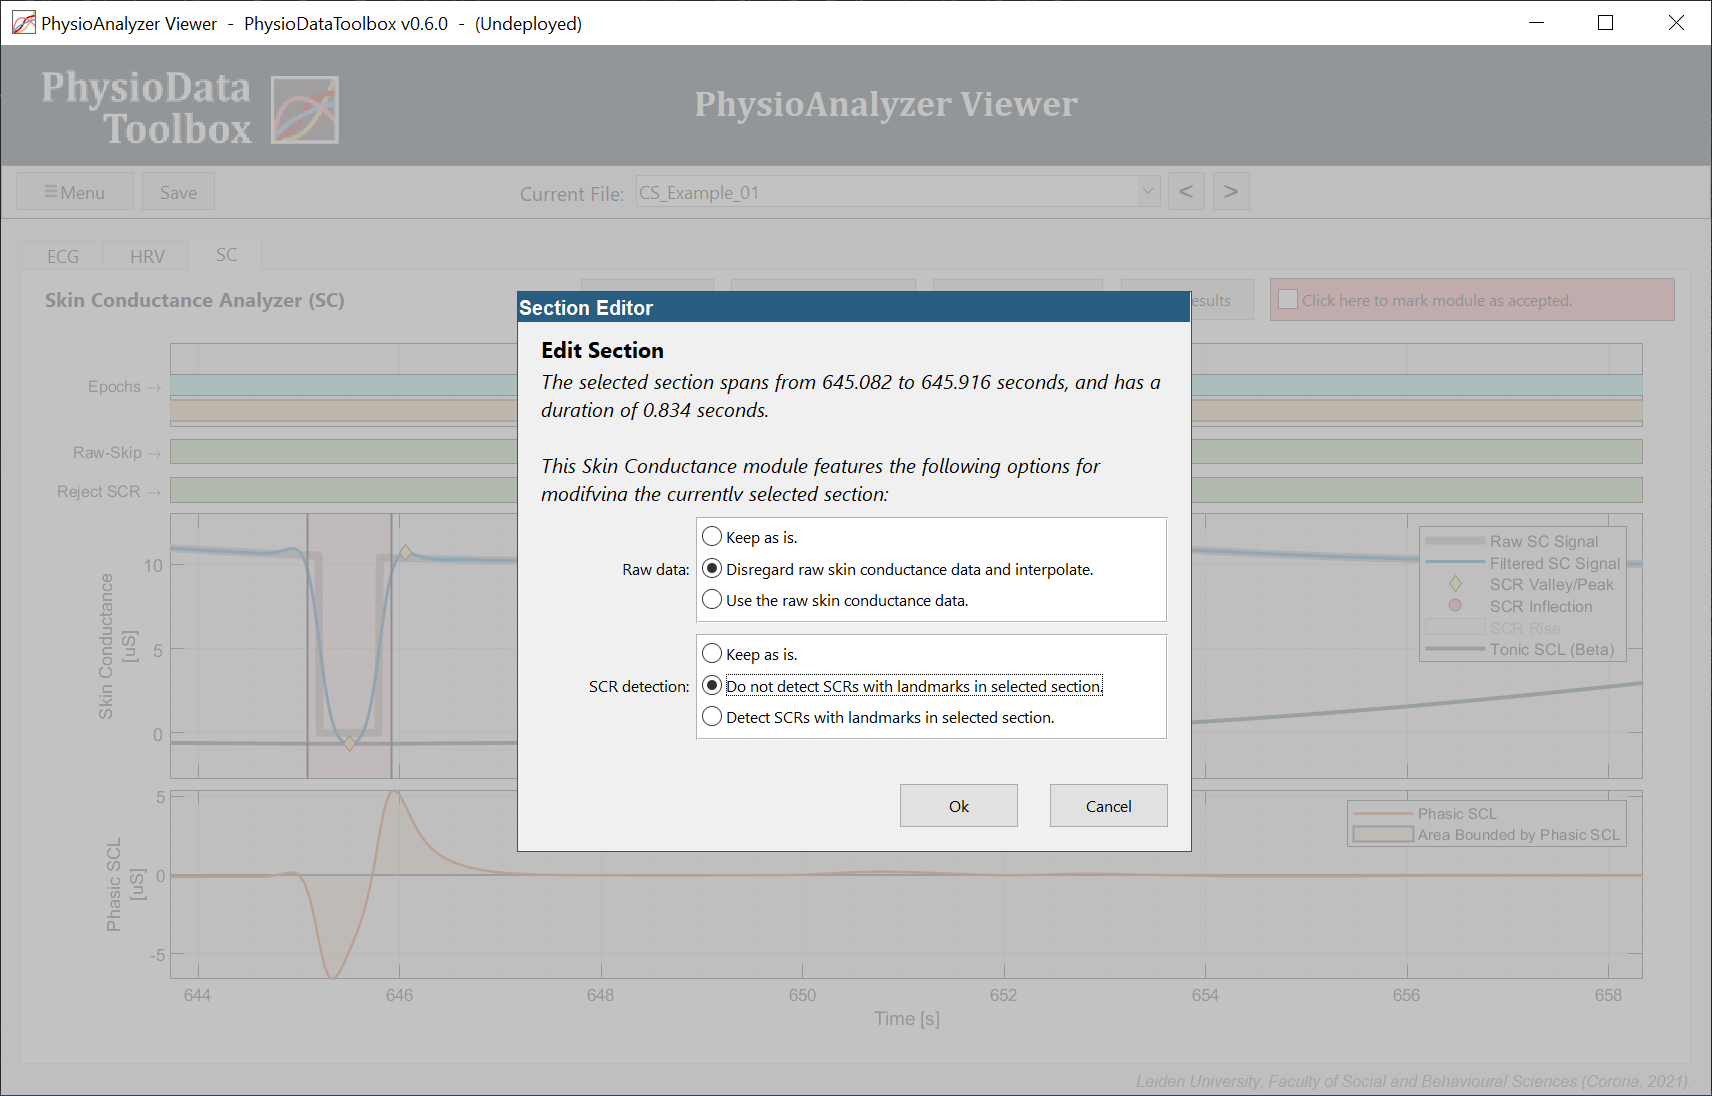 PhysioAnalyzer Viewer - PhysioDataToolbox v0.6.0 - (Undeployed)
PhysioData
Toolbox
PhysioAnalyzer Viewer
≡Menu
Save
Current File:
CS_Example_01
<
>
ECG
HRV
SC
Skin Conductance Analyzer (SC)
esults
Click here to mark module as accepted.
Section Editor
Edit Section
The selected section spans from 645.082 to 645.916 seconds, and has a
duration of 0.834 seconds.
This Skin Conductance module features the following options for
modifying the currently selected section:
Raw data:
Keep as is.
Disregard raw skin conductance data and interpolate.
Use the raw skin conductance data.
SCR detection:
Keep as is.
Do not detect SCRs with landmarks in selected section.
Detect SCRs with landmarks in selected section.
Ok
Cancel
Epochs →
Raw-Skip →
Reject SCR →
Skin Conductance
[uS]
10
5
0
Raw SC Signal
Filtered SC Signal
SCR Valley/Peak
SCR Inflection
SCR Rise
Tonic SCL (Beta)
Phasic SCL
[uS]
5
0
-5
Phasic SCL
Area Bounded by Phasic SCL
644
646
648
650
652
654
656
658
Time [s]
Leiden University, Faculty of Social and Behavioural Sciences (Corona, 2021).